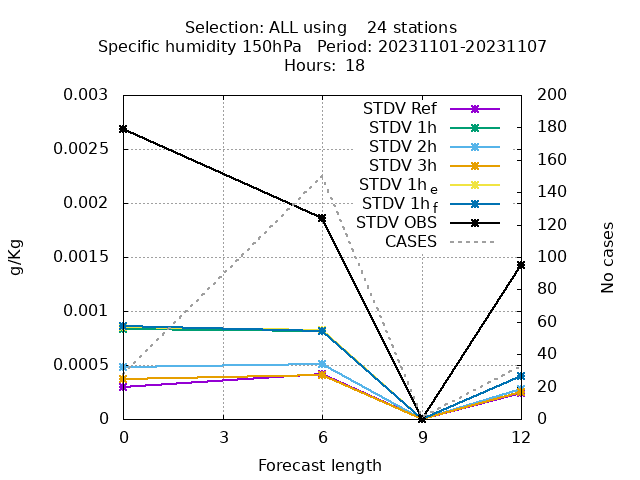 Selection: ALL using    24 stations
Specific humidity 150hPa   Period: 20231101-20231107
Hours: 18
0.003
0.0025
0.002
0.0015
0.001
0.0005
0
g/Kg
STDV Ref
STDV 1h
STDV 2h
STDV 3h
STDV 1h e
STDV 1h f
STDV OBS
CASES
200
180
160
140
120
100
80
60
40
20
0
No cases
0 3 6 9 12
Forecast length